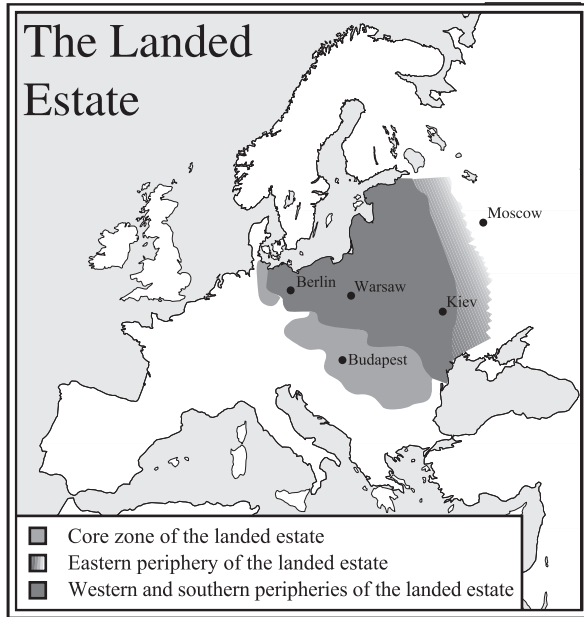 The Landed
Estate
Moscow
Berlin
Warsaw
Kiev
Budapest
Core zone of the landed estate
Eastern periphery of the landed estate
Western and southern peripheries of the landed estate